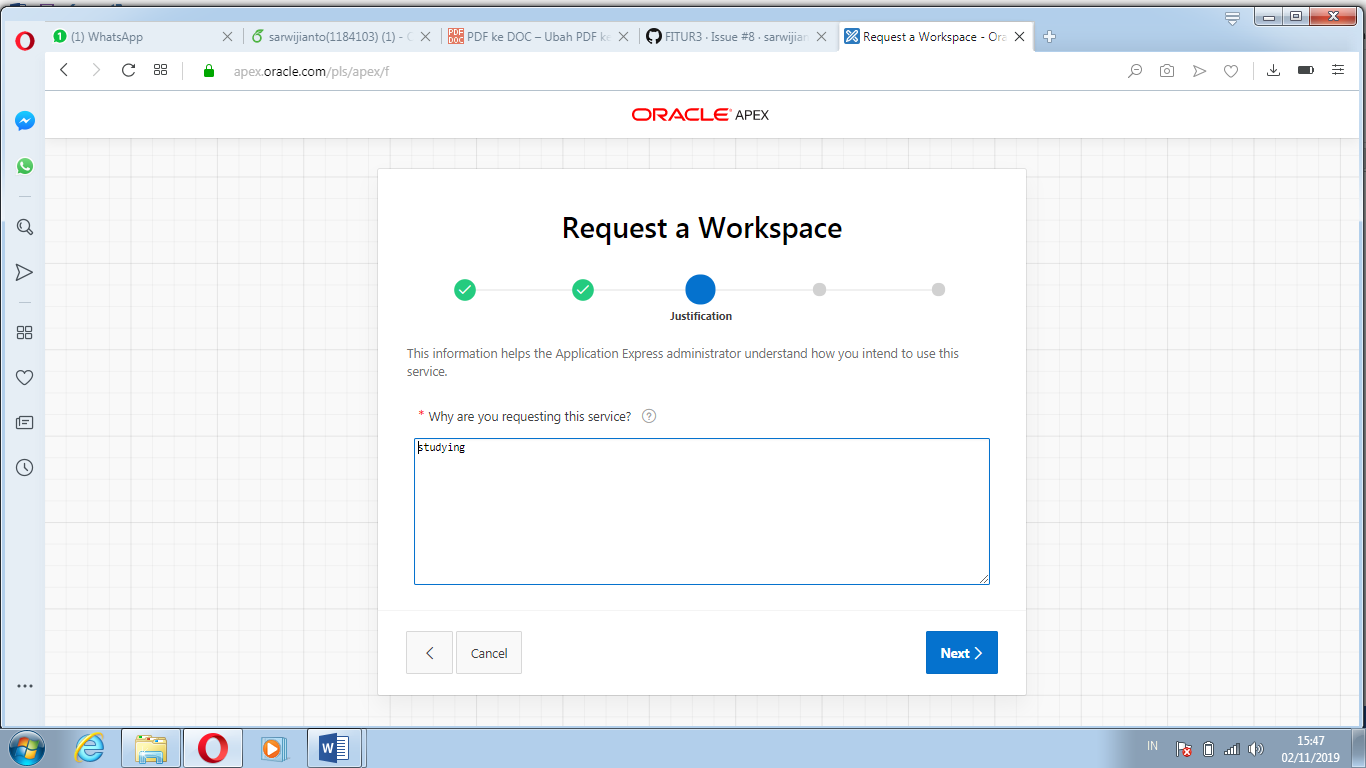 (1) WhatsApp
sarwijianto(1184103) (1) -
PDF ke DOC – Ubah PDF ke
FITUR3 · Issue #8 · sarwijian
Request a Workspace - Ora
apex.oracle.com/pls/apex/f
ORACLE APEX
Request a Workspace
Justification
This information helps the Application Express administrator understand how you intend to use this
service.
* Why are you requesting this service? ?
studying
Cancel
Next
IN
15:47
02/11/2019